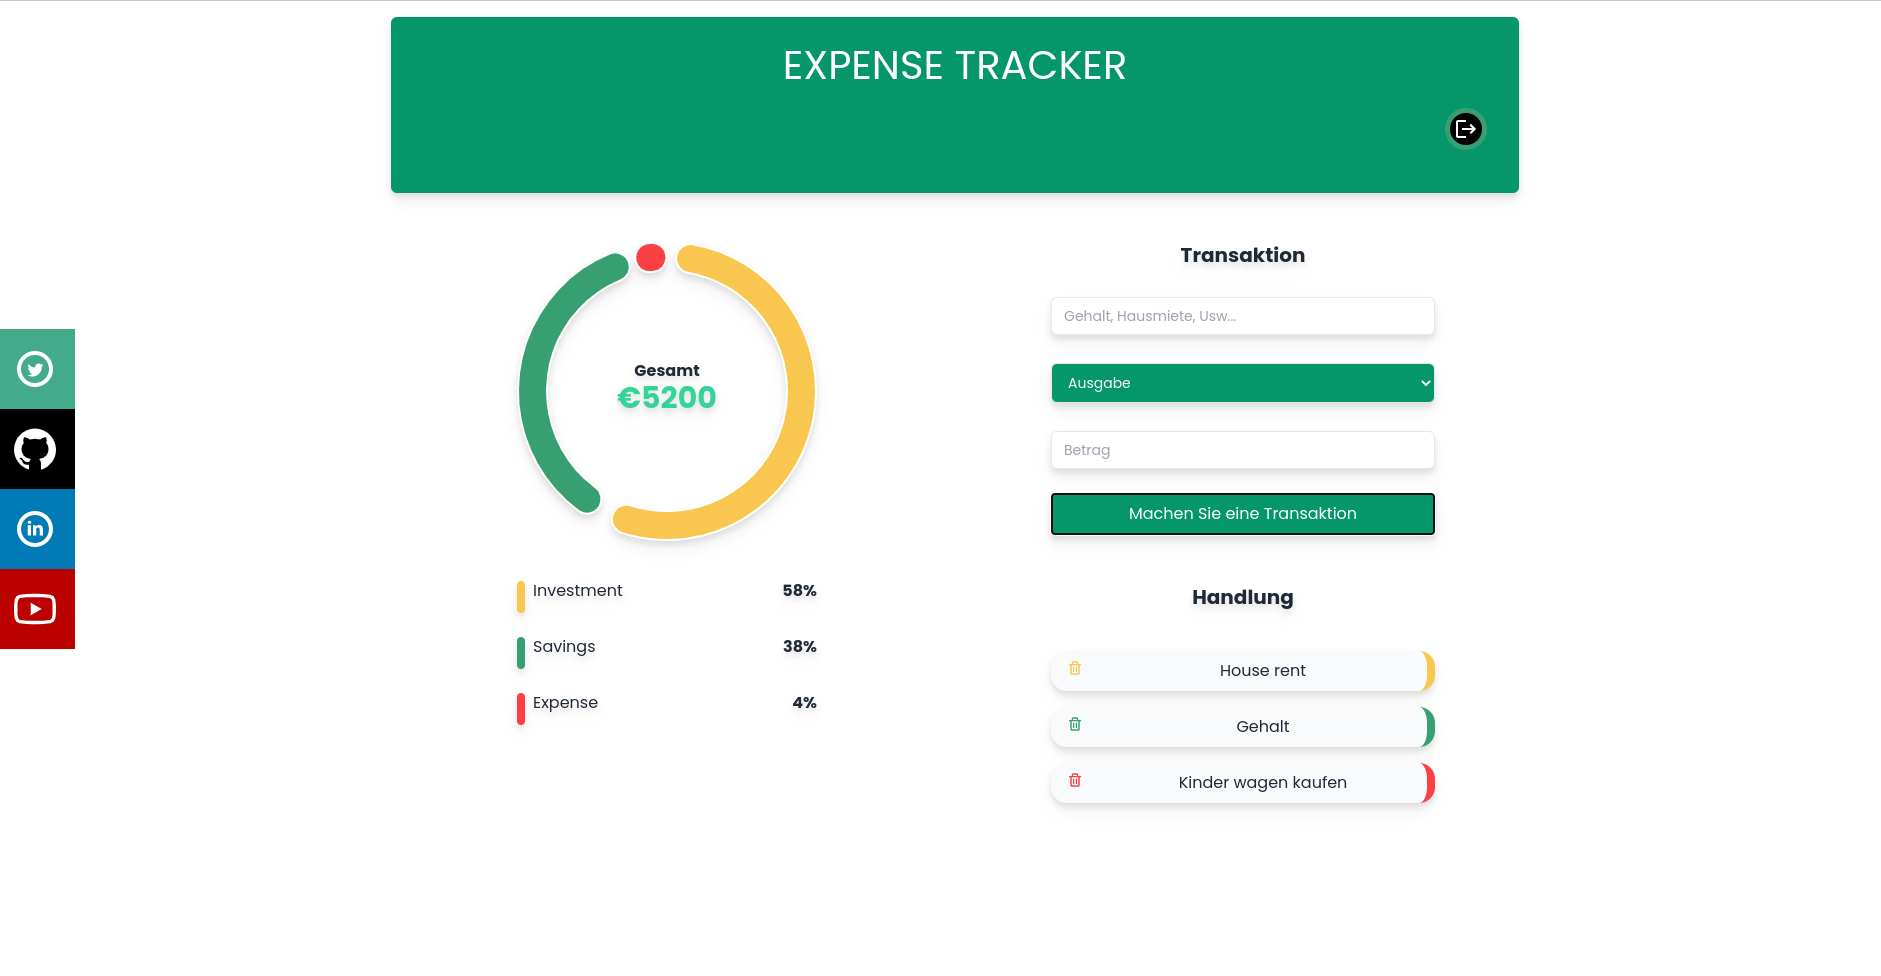 EXPENSE TRACKER
Gesamt
€5200
Investment 58%
Savings 38%
Expense 4%
Transaktion
Gehalt, Hausmiete, Usw...
Ausgabe
Betrag
Machen Sie eine Transaktion
Handlung
House rent
Gehalt
Kinder wagen kaufen
in